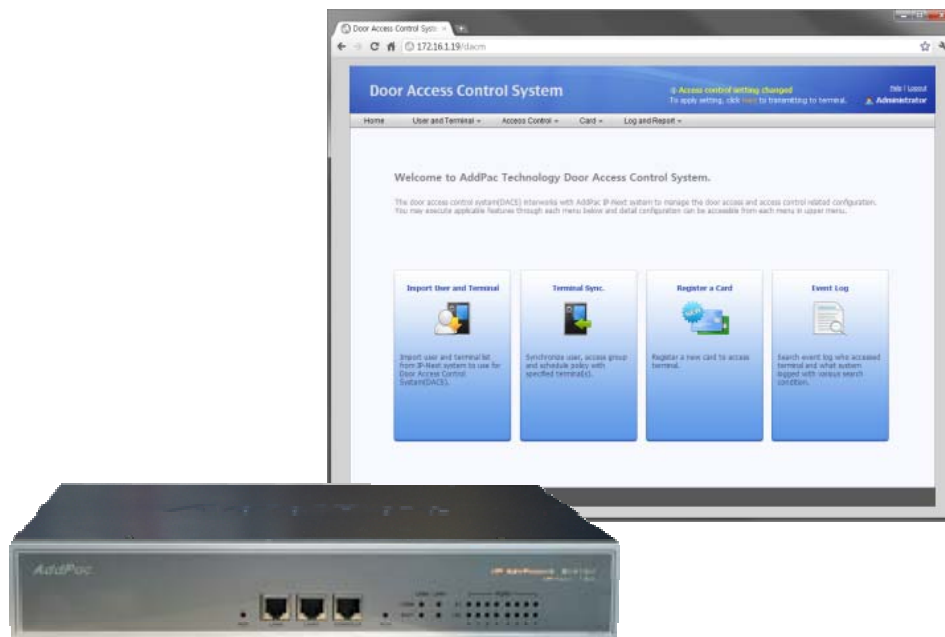 Door Access Control Syste
172.16.1.19/dacm
Door Access Control System
Access control setting changed
To apply setting, click here to transmitting to terminal.
Help | Logout
Administrator
Home
User and Terminal
Access Control
Card
Log and Report
Welcome to AddPac Technology Door Access Control System.
The door access control system(DACS) interworks with AddPac IP-Next system to manage the door access and access control related configuration.
You may execute applicable features through each menu below and detail configuration can be accessible from each menu in upper menu.
Import User and Terminal
Import user and terminal list
from IP-Next system to use for
Door Access Control
System(DACS).
Terminal Sync.
Synchronize user, access group
and schedule policy with
specified terminal(s).
Register a Card
NEW
Register a new card to access
terminal.
Event Log
Search event log who accessed
terminal and what system
logged with various search
condition.
AddPac